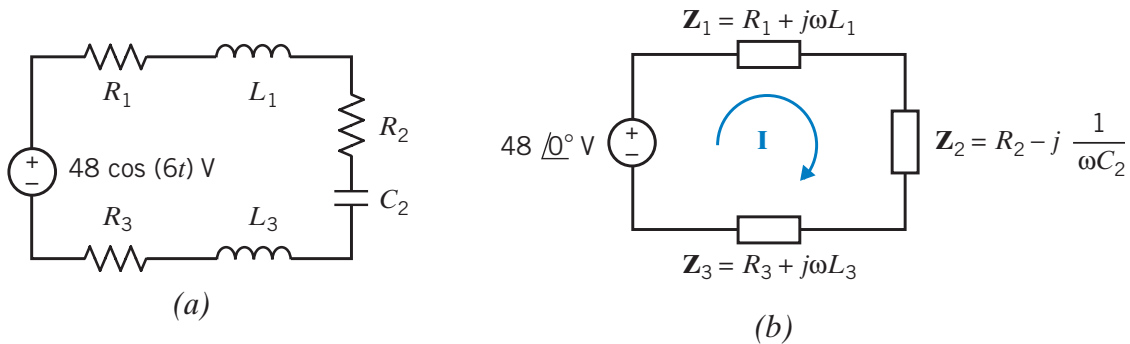 R₁
L₁
R₂
+
−
48 cos (6t) V
C₂
R₃
L₃
(a)
Z₁ = R₁ + jωL₁
48 /0° V
+
−
I
Z₂ = R₂ − j 1/ωC₂
Z₃ = R₃ + jωL₃
(b)